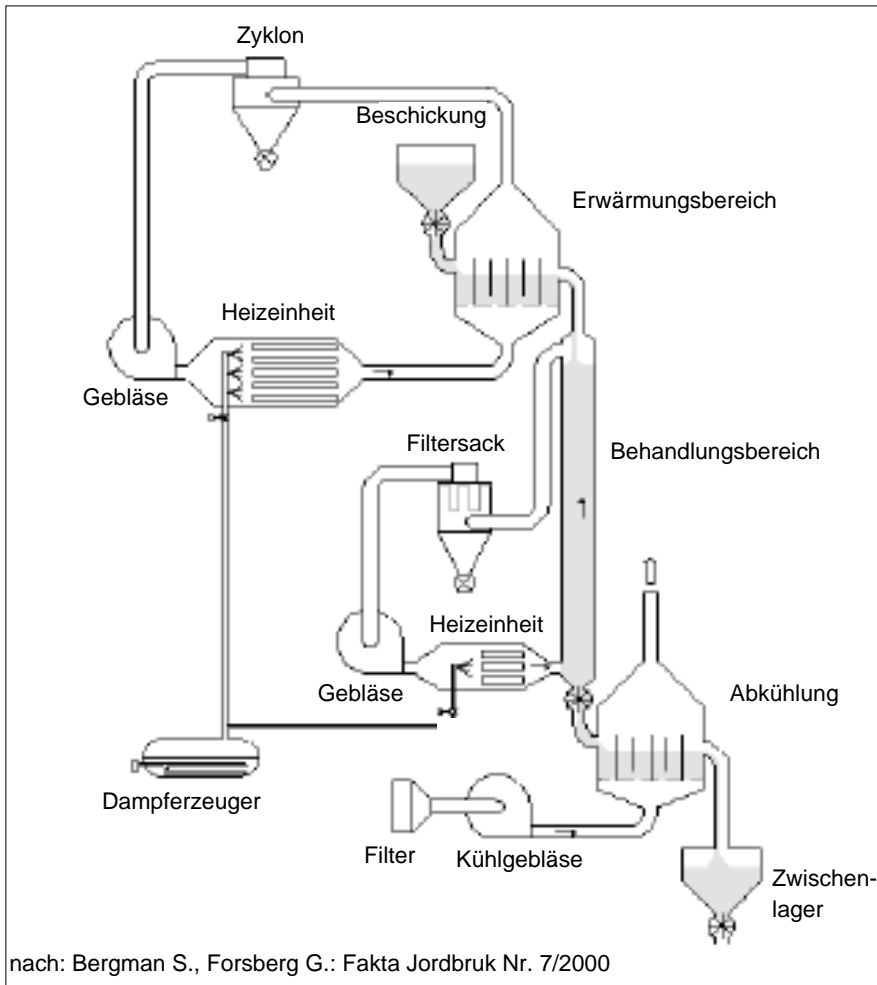 Zyklon
Beschickung
Erwärmungsbereich
Heizeinheit
Gebläse
Filtersack
Behandlungsbereich
Heizeinheit
Gebläse
Abkühlung
Dampferzeuger
Filter
Kühlgebläse
Zwischen-
lager
nach: Bergman S., Forsberg G.: Fakta Jordbruk Nr. 7/2000